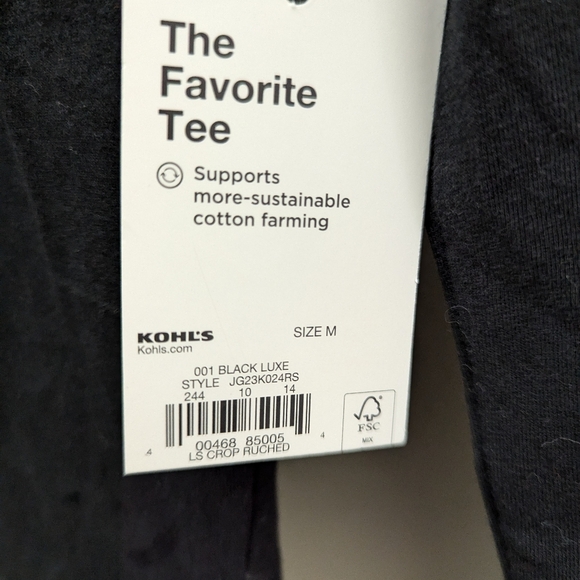 The
Favorite
Tee
Supports
more-sustainable
cotton farming
KOHL'S
Kohls.com
SIZE M
001 BLACK LUXE
STYLE JG23K024RS
244 10 14
4 00468 85005 4
LS CROP RUCHED
FSC
MIX